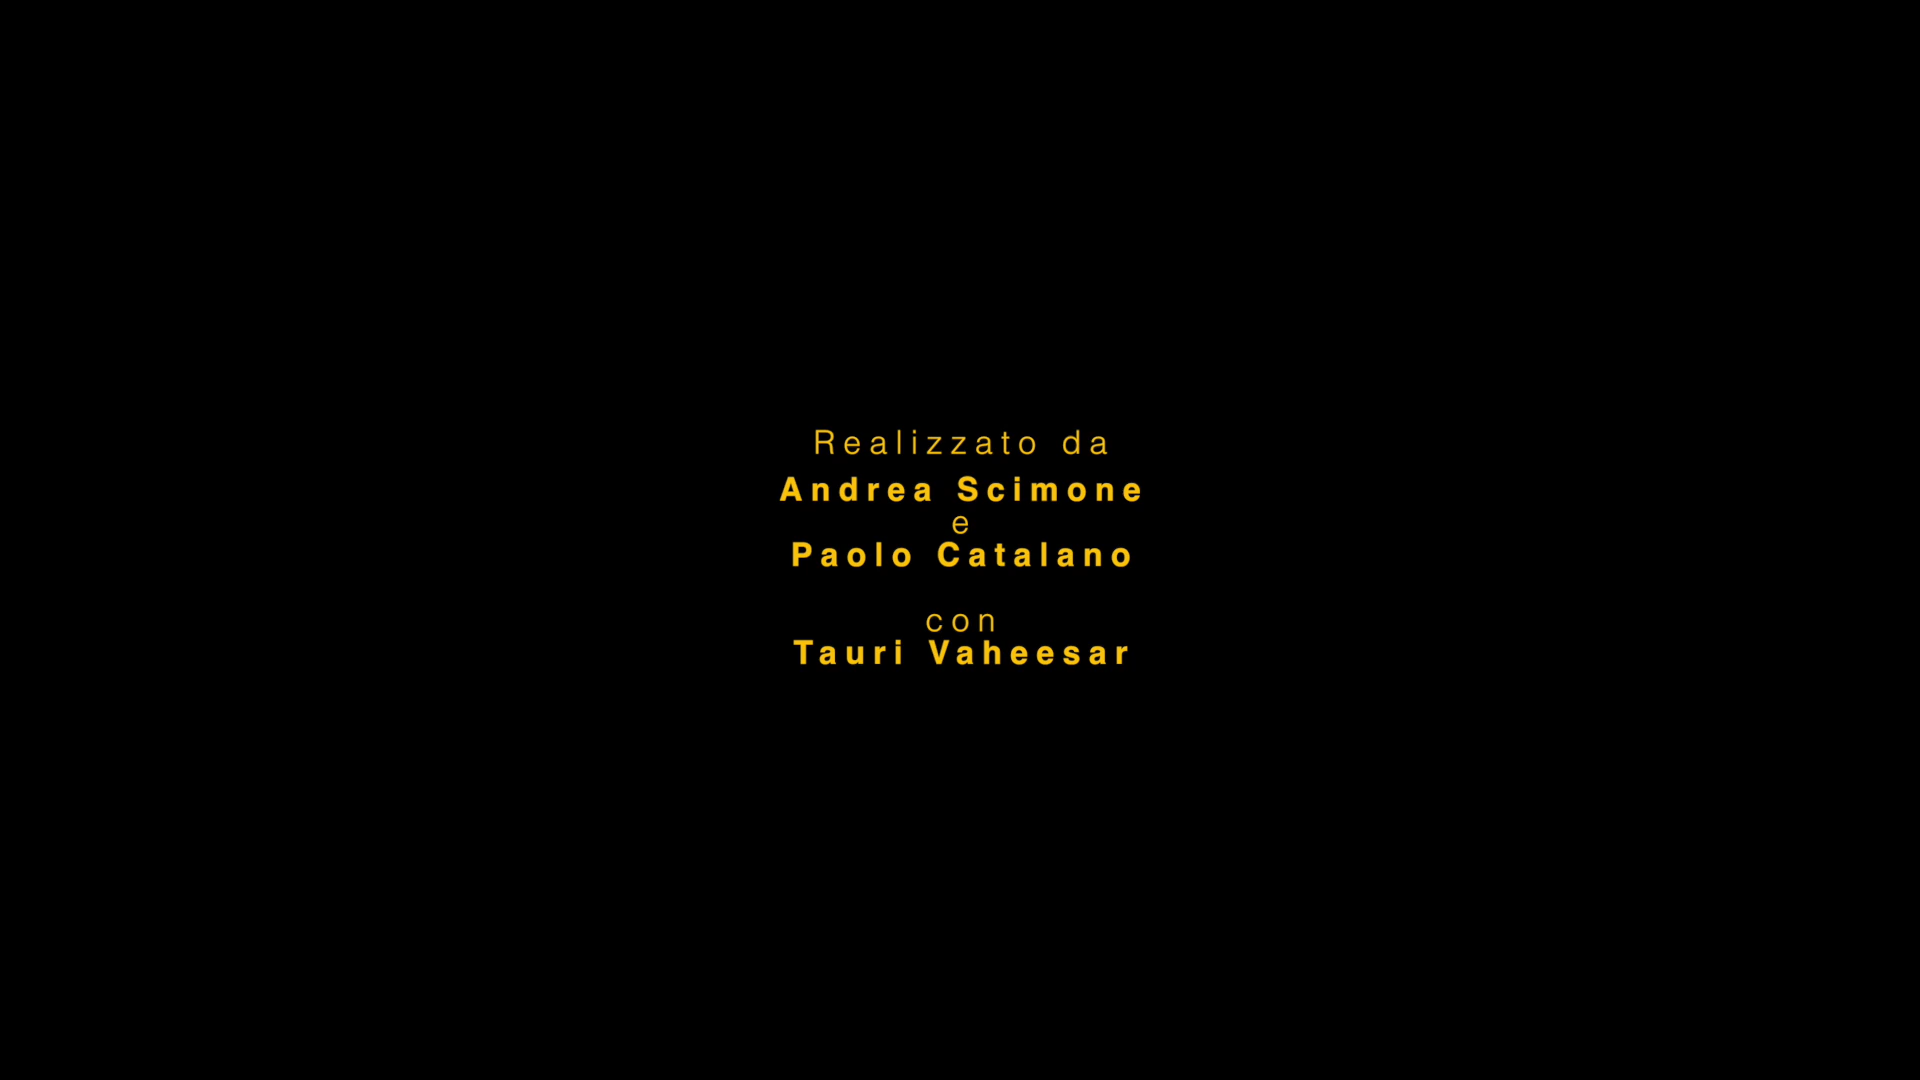 Realizzato da
Andrea Scimone
e
Paolo Catalano
con
Tauri Vaheesar